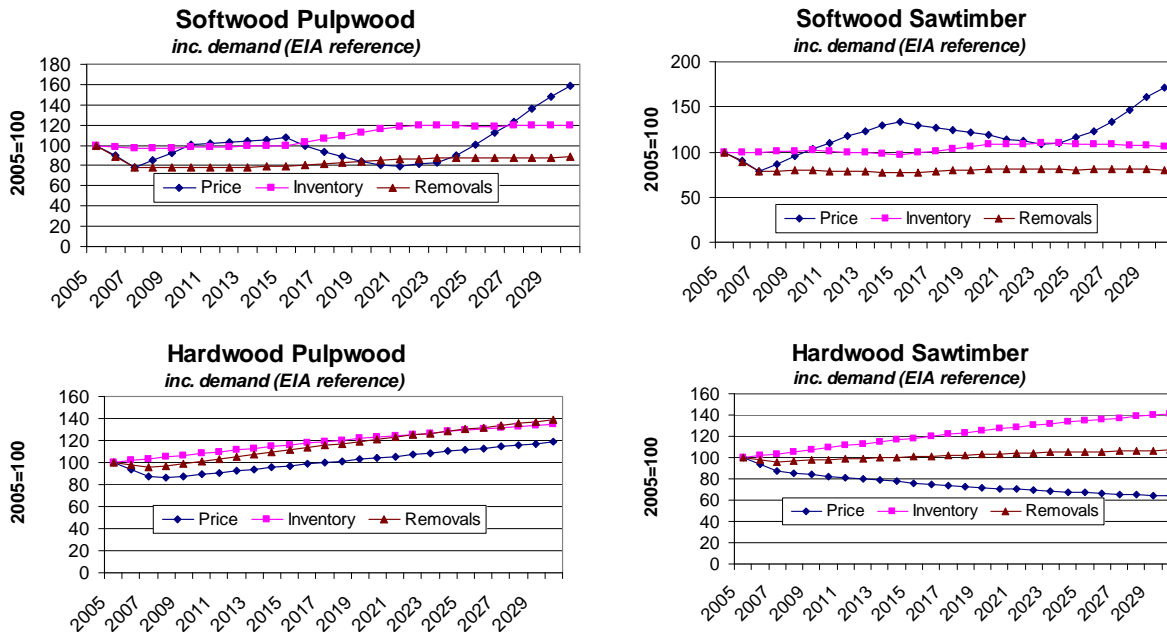 Softwood Pulpwood
inc. demand (EIA reference)
2005=100
180
160
140
120
100
80
60
40
20
0
Price Inventory Removals
2005 2007 2009 2011 2013 2015 2017 2019 2021 2023 2025 2027 2029
Softwood Sawtimber
inc. demand (EIA reference)
2005=100
200
150
100
50
0
Price Inventory Removals
2005 2007 2009 2011 2013 2015 2017 2019 2021 2023 2025 2027 2029
Hardwood Pulpwood
inc. demand (EIA reference)
2005=100
160
140
120
100
80
60
40
20
0
Price Inventory Removals
2005 2007 2009 2011 2013 2015 2017 2019 2021 2023 2025 2027 2029
Hardwood Sawtimber
inc. demand (EIA reference)
2005=100
160
140
120
100
80
60
40
20
0
Price Inventory Removals
2005 2007 2009 2011 2013 2015 2017 2019 2021 2023 2025 2027 2029